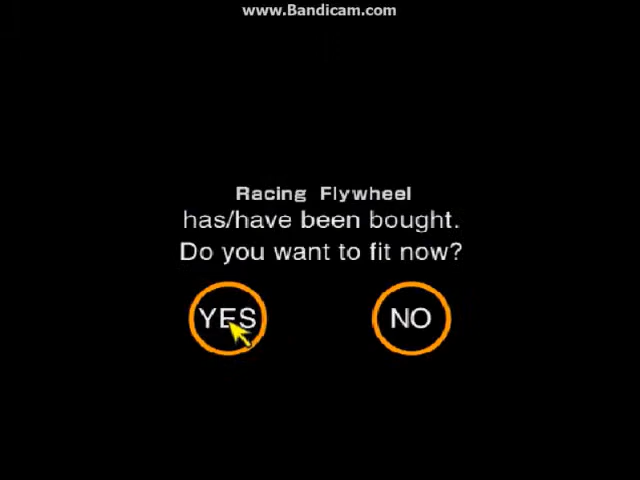 www.Bandicam.com
Racing Flywheel
has/have been bought.
Do you want to fit now?
YES NO